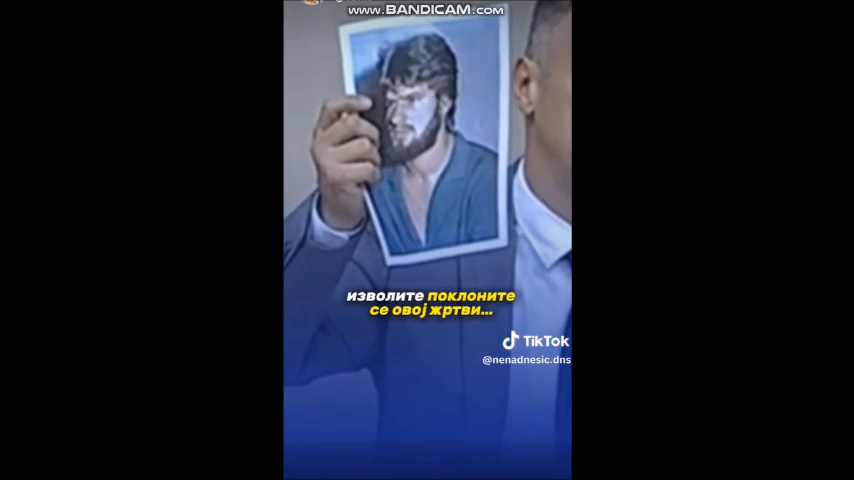 www.BANDICAM.com
изволите поклоните
се овој жртви...
TikTok
@nenadnesic.dns